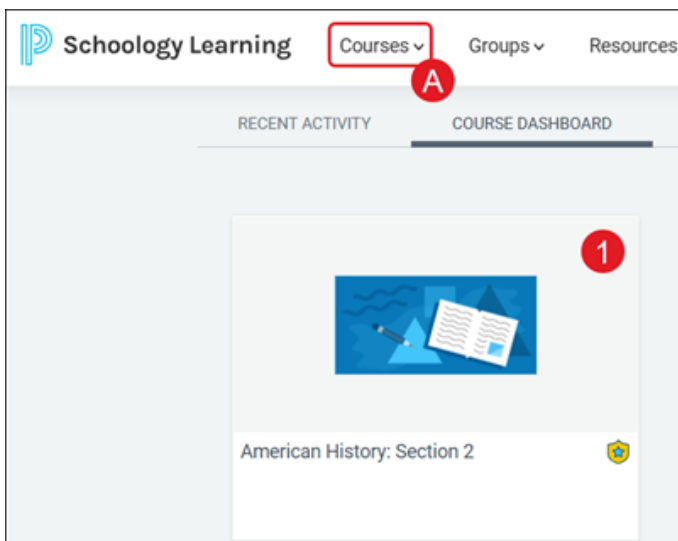 Schoology Learning Courses Groups Resources
A
RECENT ACTIVITY COURSE DASHBOARD
1
American History: Section 2